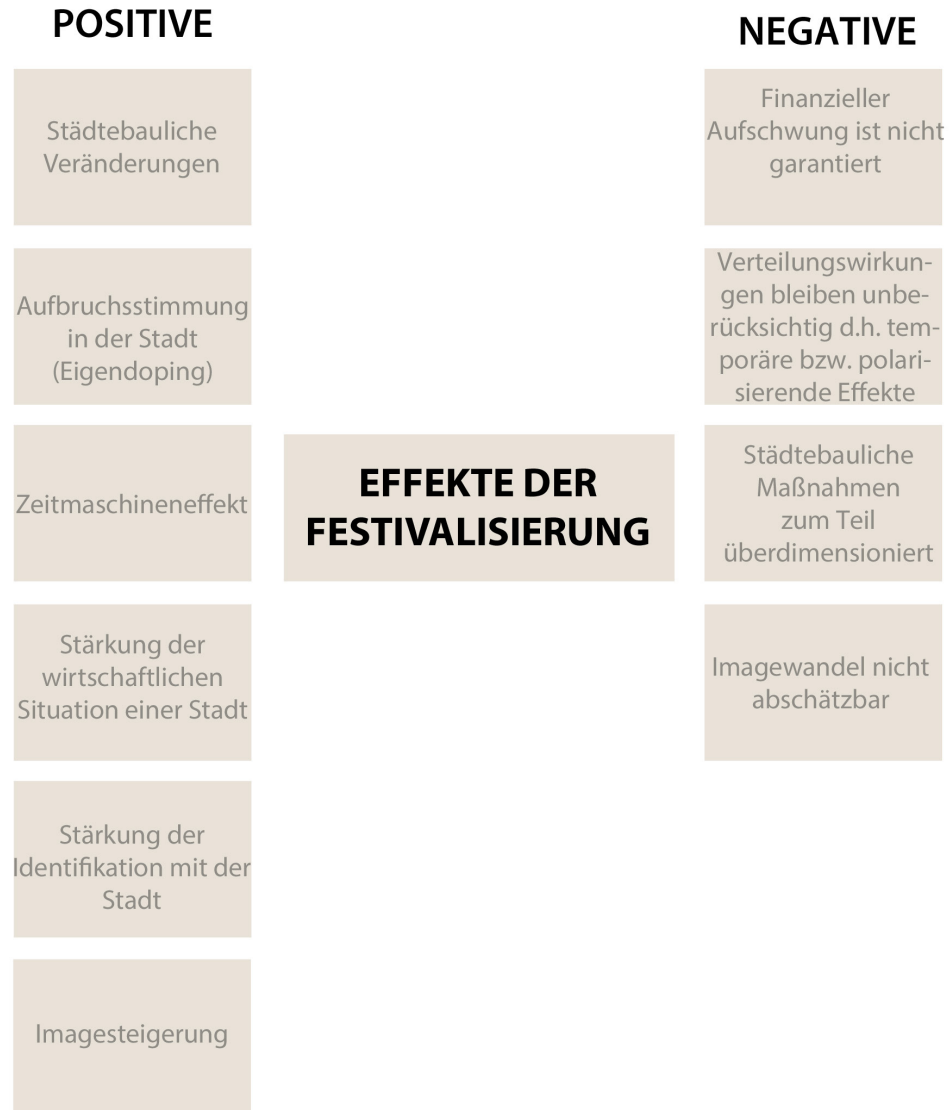 POSITIVE
Städtebauliche
Veränderungen
Aufbruchsstimmung
in der Stadt
(Eigendoping)
Zeitmaschineneffekt
Stärkung der
wirtschaftlichen
Situation einer Stadt
Stärkung der
Identifikation mit der
Stadt
Imagesteigerung
EFFEKTE DER
FESTIVALISIERUNG
NEGATIVE
Finanzieller
Aufschwung ist nicht
garantiert
Verteilungswirkun-
gen bleiben unbe-
rücksichtig d.h. tem-
poräre bzw. polari-
sierende Effekte
Städtebauliche
Maßnahmen
zum Teil
überdimensioniert
Imagewandel nicht
abschätzbar